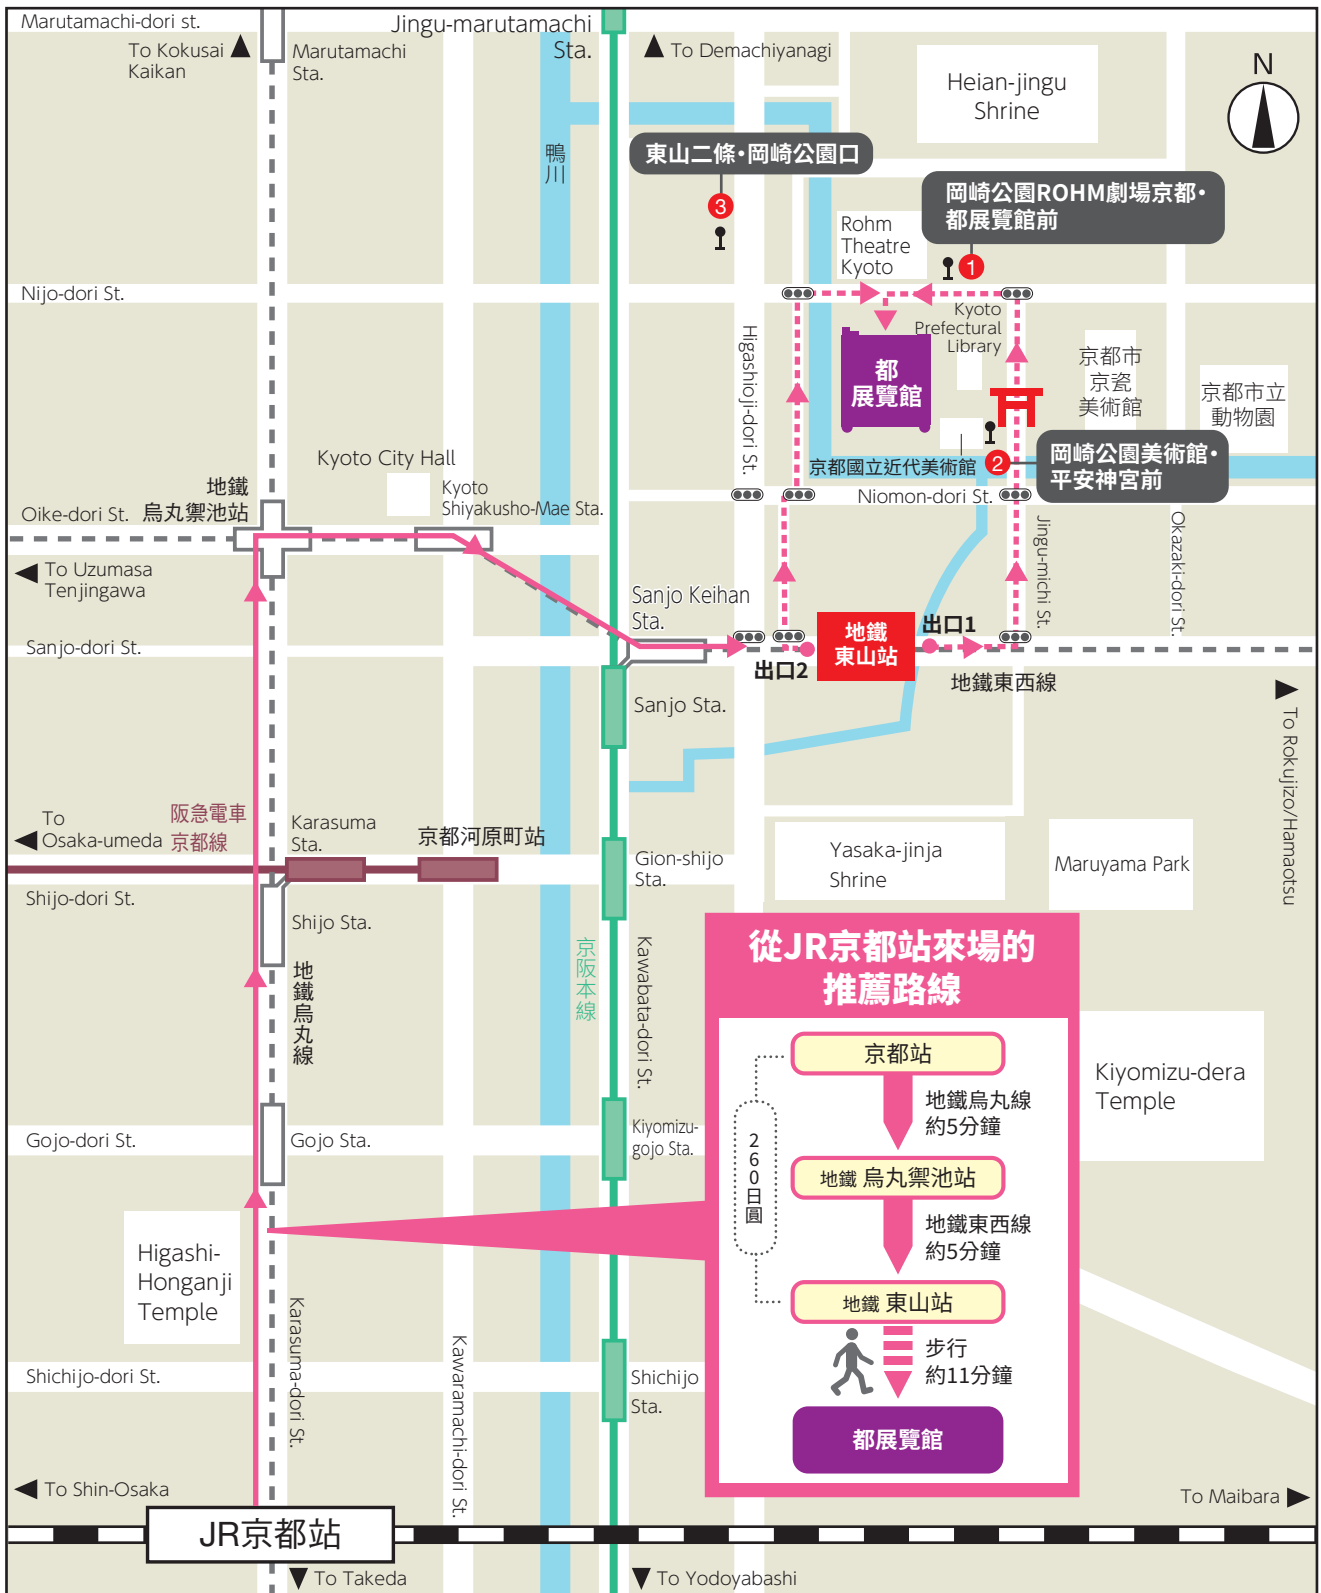 Marutamachi-dori st.
To Kokusai
Kaikan
Marutamachi
Sta.
Jingu-marutamachi
Sta.
To Demachiyanagi
Heian-jingu
Shrine
N
鴨川
東山二條・岡崎公園口
3
岡崎公園ROHM劇場京都・
都展覽館前
1
Rohm
Theatre
Kyoto
Nijo-dori St.
Kyoto
Prefectural
Library
Higashioji-dori St.
都
展覽館
京都市
京瓷
美術館
京都市立
動物園
京都國立近代美術館
2
岡崎公園美術館・
平安神宮前
Kyoto City Hall
Kyoto
Shiyakusho-Mae Sta.
地鐵
烏丸禦池站
Oike-dori St.
Niomon-dori St.
Jingu-michi St.
Okazaki-dori St.
To Uzumasa
Tenjingawa
Sanjo Keihan
Sta.
Sanjo-dori St.
地鐵
東山站
出口1
出口2
地鐵東西線
Sanjo Sta.
To Rokujizo/Hamaotsu
To
Osaka-umeda
阪急電車
京都線
Karasuma
Sta.
京都河原町站
Gion-shijo
Sta.
Yasaka-jinja
Shrine
Maruyama Park
Shijo-dori St.
Shijo Sta.
地鐵烏丸線
京阪本線
Kawabata-dori St.
從JR京都站來場的
推薦路線
京都站
地鐵烏丸線
約5分鐘
地鐵 烏丸禦池站
260日圓
地鐵東西線
約5分鐘
地鐵 東山站
步行
約11分鐘
都展覽館
Kiyomizu-dera
Temple
Gojo-dori St.
Gojo Sta.
Kiyomizu-
gojo Sta.
Higashi-
Honganji
Temple
Karasuma-dori St.
Kawaramachi-dori St.
Shichijo-dori St.
Shichijo
Sta.
To Shin-Osaka
To Maibara
JR京都站
To Takeda
To Yodoyabashi